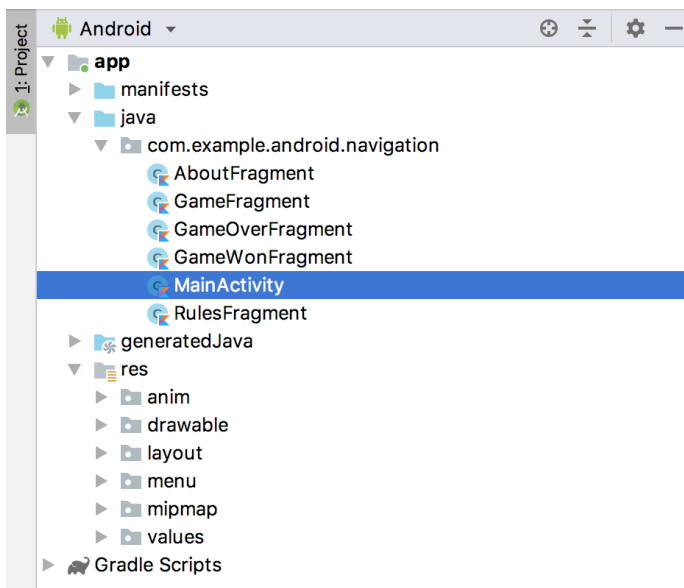 1: Project
Android
app
manifests
java
com.example.android.navigation
AboutFragment
GameFragment
GameOverFragment
GameWonFragment
MainActivity
RulesFragment
generatedJava
res
anim
drawable
layout
menu
mipmap
values
Gradle Scripts